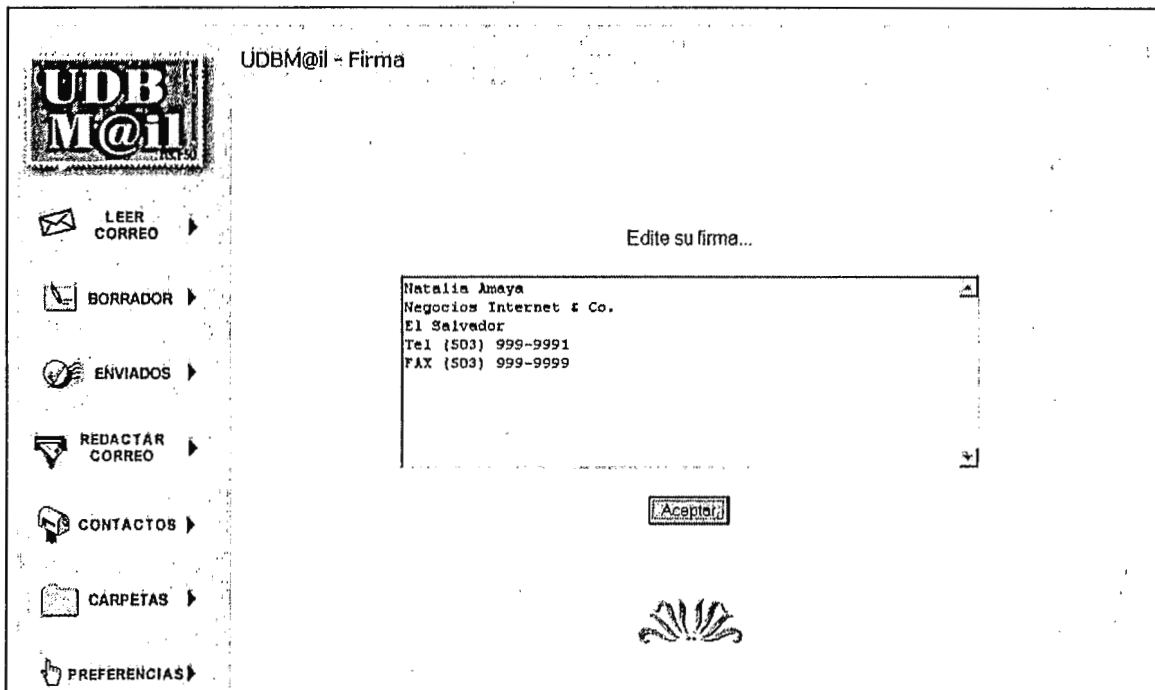 UDBM@il - Firma
UDB
M@il
LEER
CORREO
BORRADOR
ENVIADOS
REDACTAR
CORREO
CONTACTOS
CARPETAS
PREFERENCIAS
Edite su firma...
Natalia Amaya
Negocios Internet & Co.
El Salvador
Tel (503) 999-9991
FAX (503) 999-9999
Aceptar